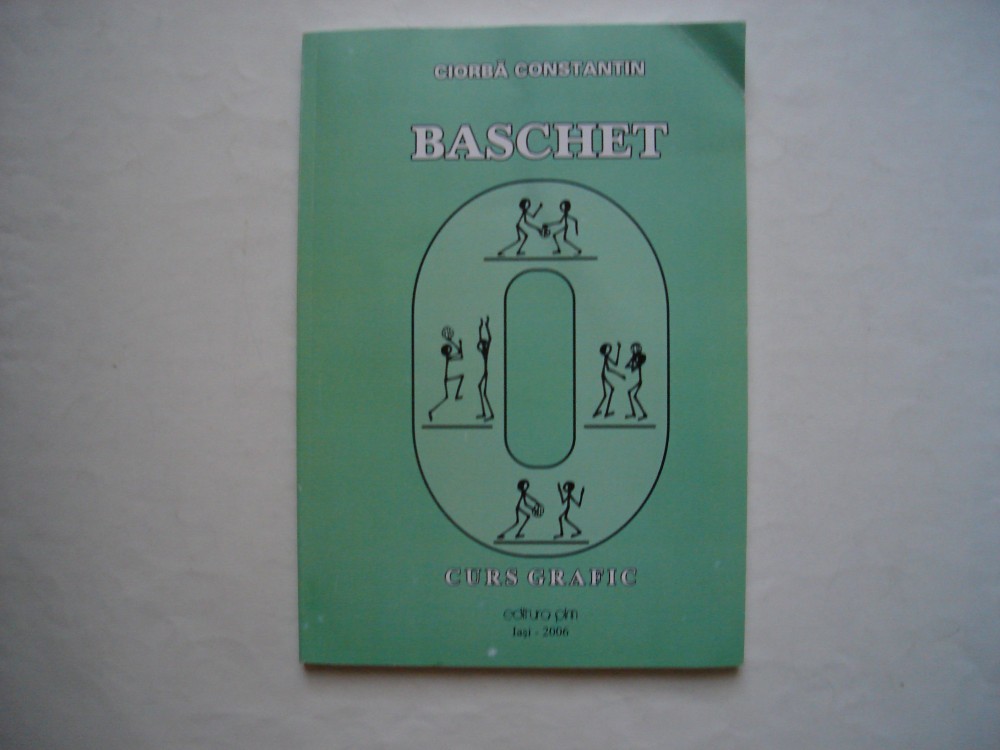 CIORBĂ CONSTANTIN
BASCHET
CURS GRAFIC
editura pim
Iaşi - 2006